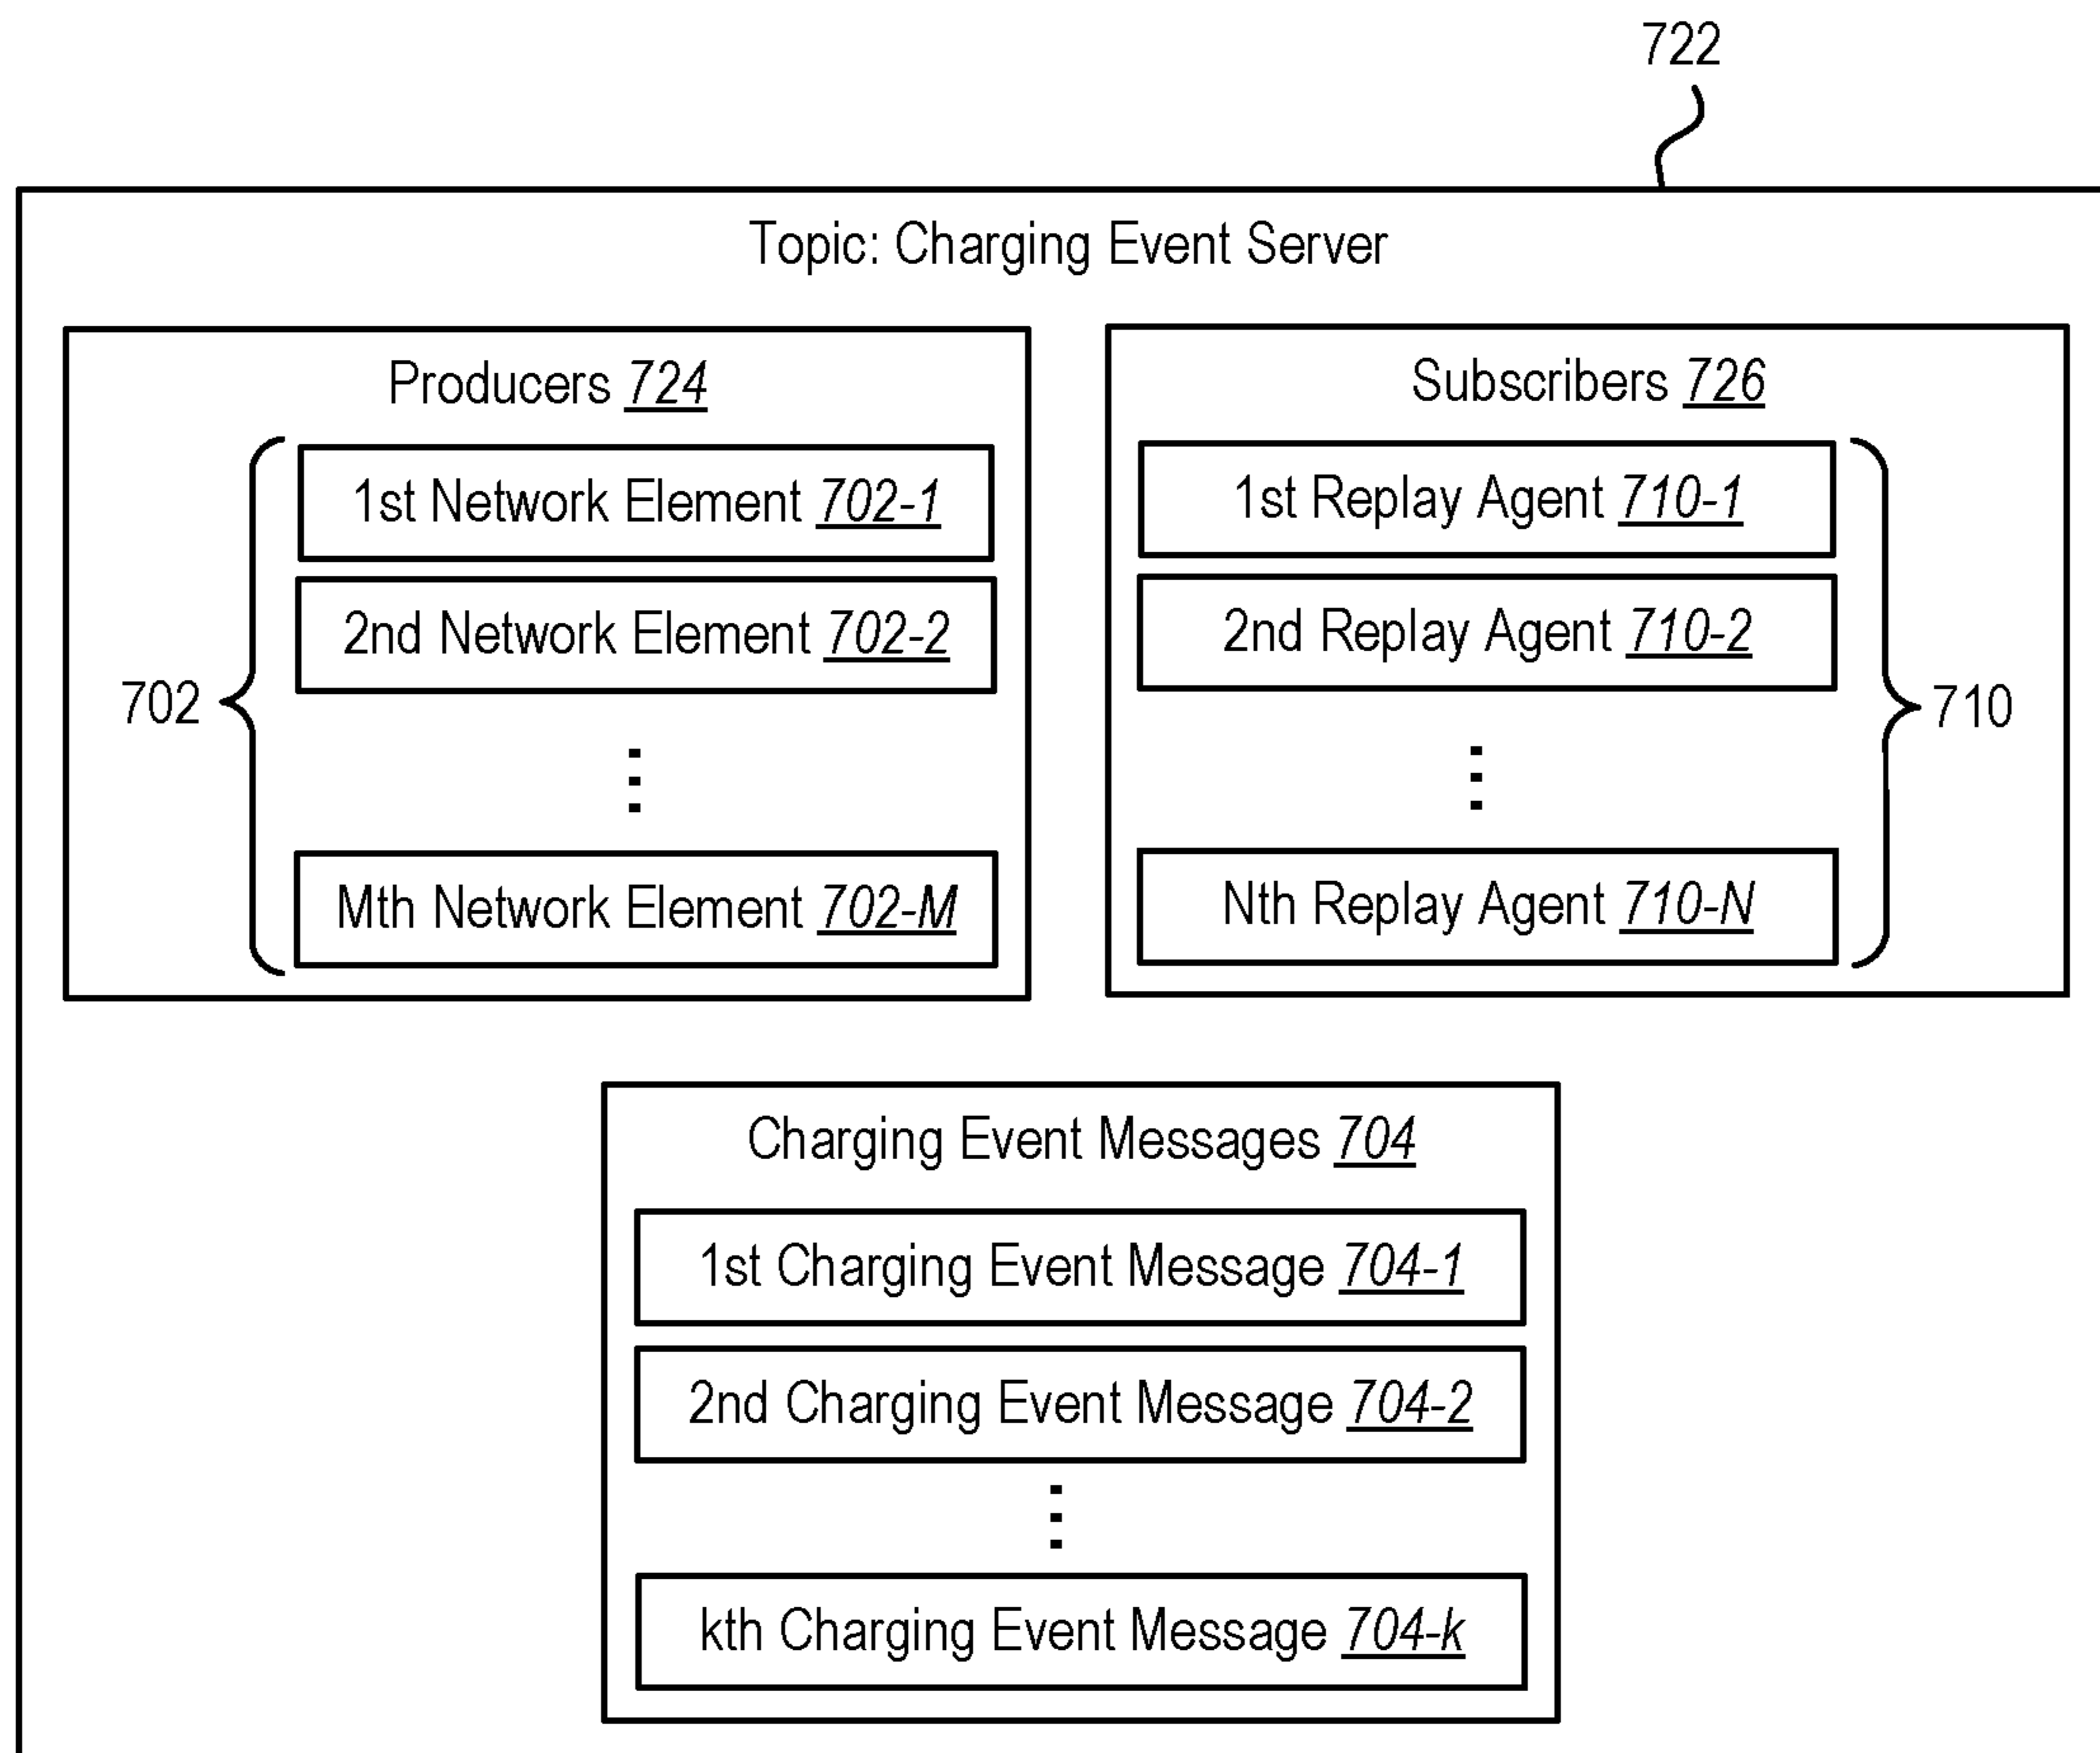 722
Topic: Charging Event Server
Producers 724
1st Network Element 702-1
2nd Network Element 702-2
702
⋮
Mth Network Element 702-M
Subscribers 726
1st Replay Agent 710-1
2nd Replay Agent 710-2
710
⋮
Nth Replay Agent 710-N
Charging Event Messages 704
1st Charging Event Message 704-1
2nd Charging Event Message 704-2
⋮
kth Charging Event Message 704-k